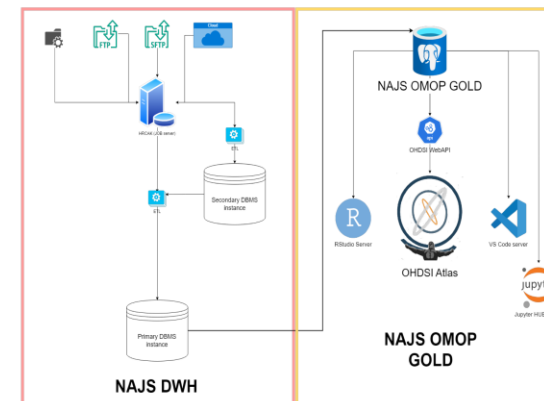 FTP
SFTP
Cloud
NAJS OMOP GOLD
ETL
OHDSI WebAPI
Secondary DBMS
instance
ETL
R
RStudio Server
OHDSI Atlas
VS Code server
jupyt
Jupyter HUB
Primary DBMS
instance
NAJS OMOP
GOLD
NAJS DWH